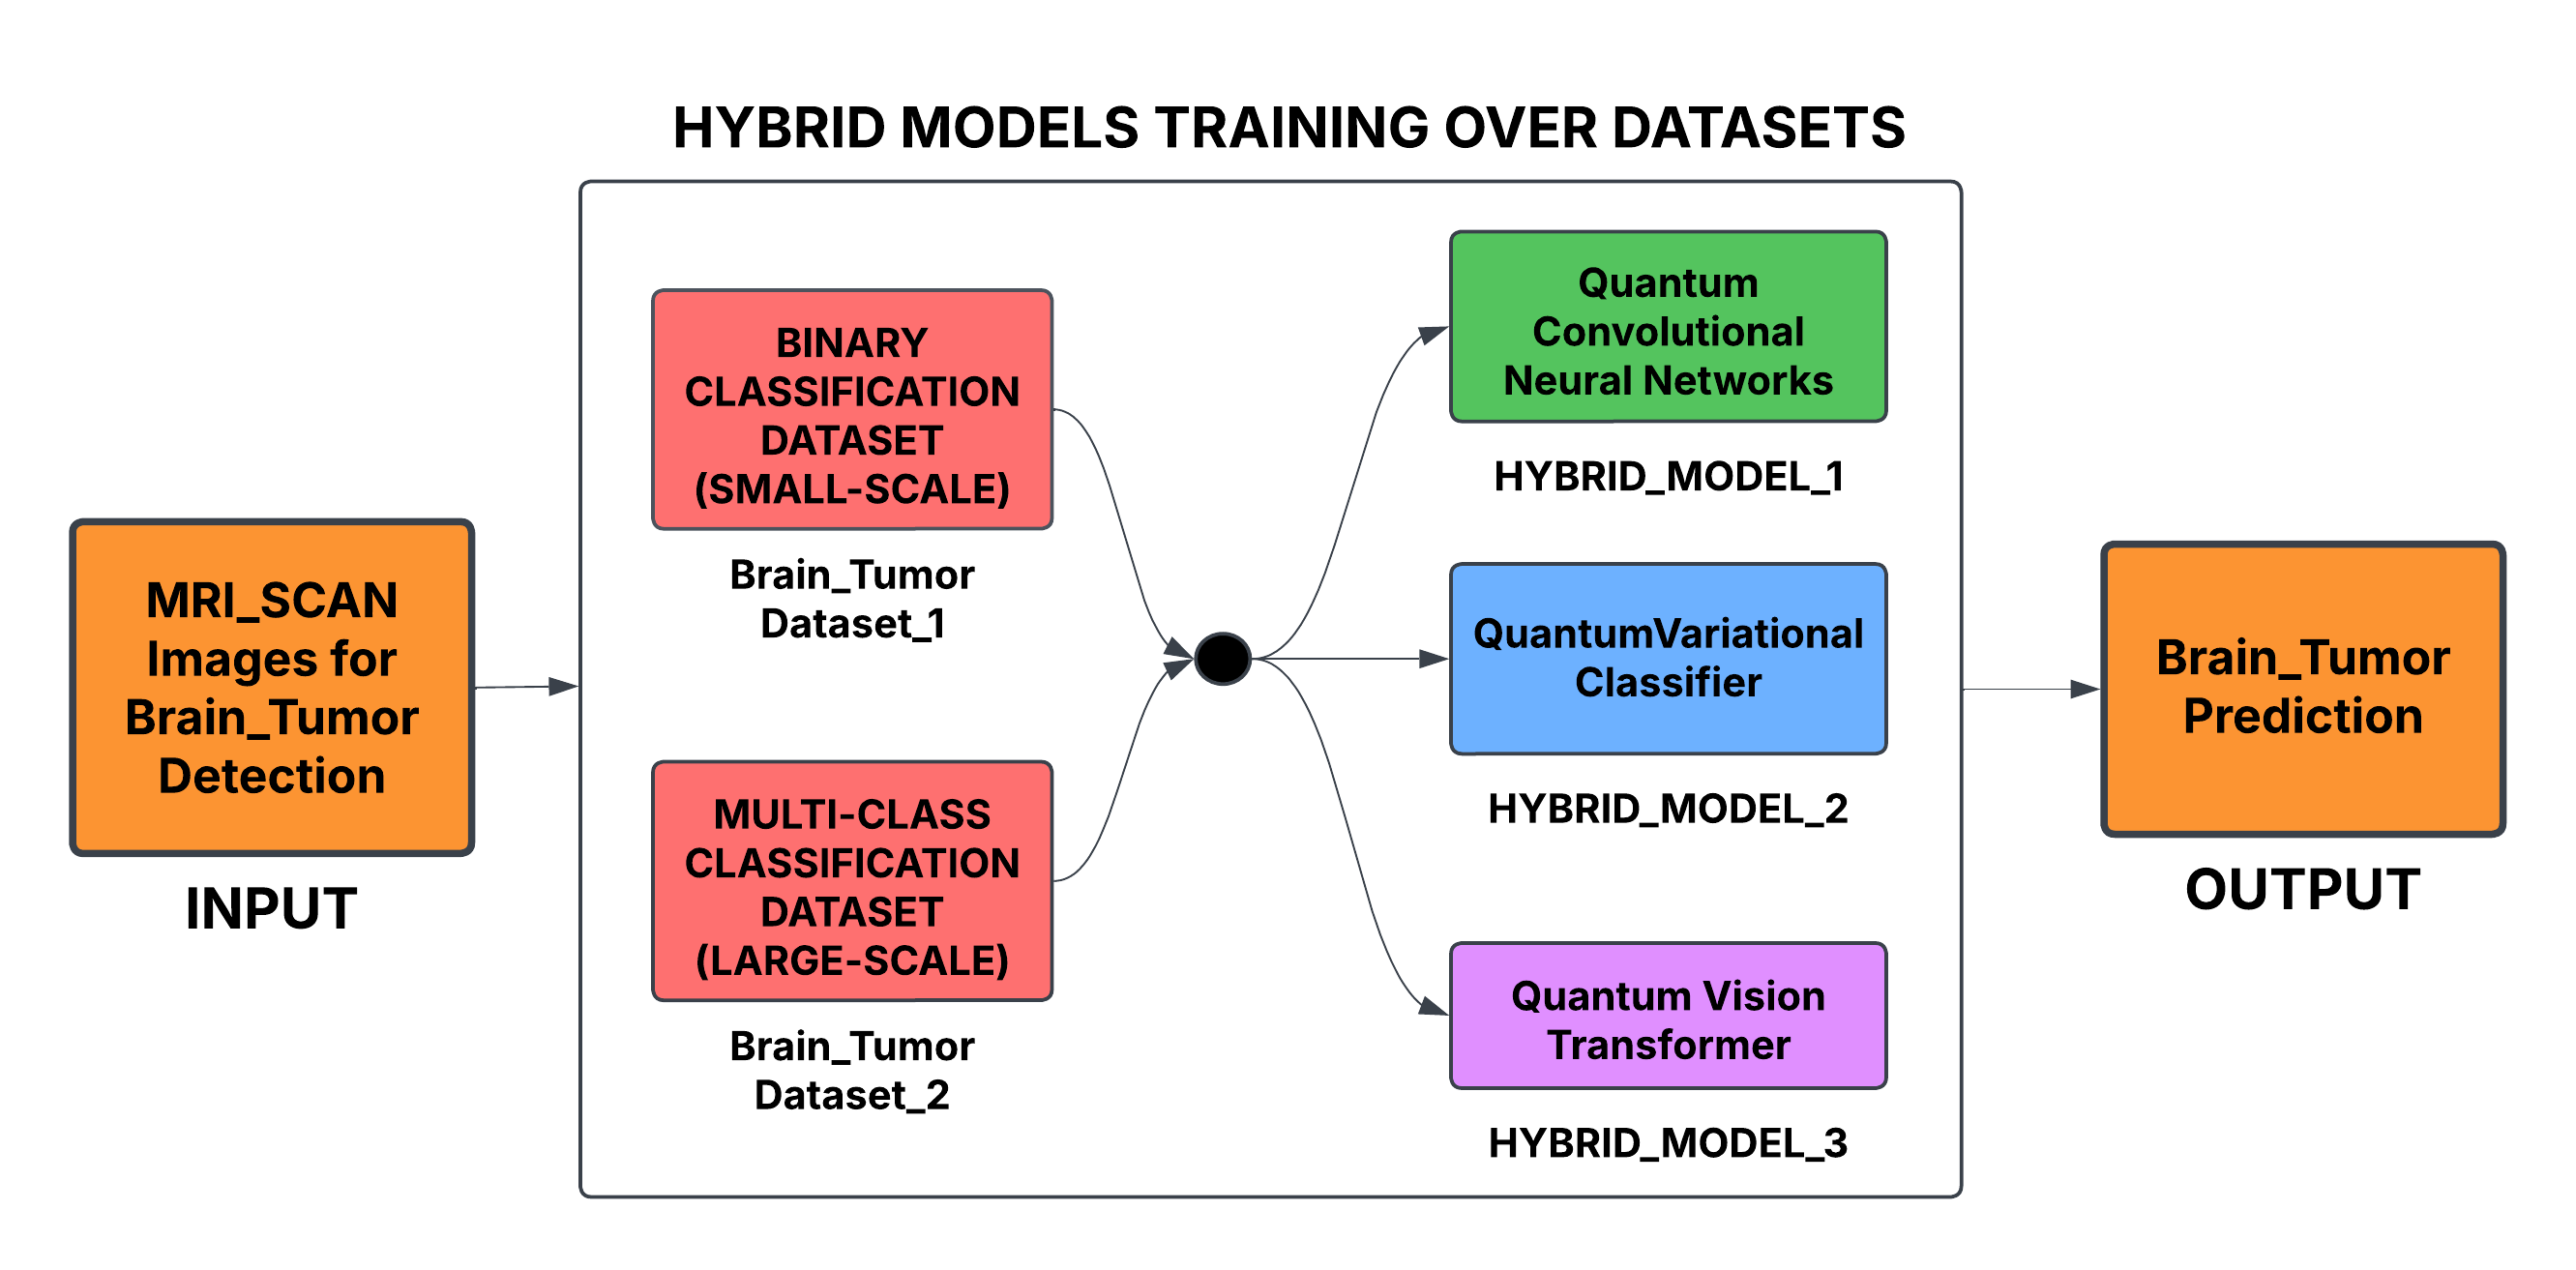 HYBRID MODELS TRAINING OVER DATASETS
MRI_SCAN
Images for
Brain_Tumor
Detection
INPUT
BINARY
CLASSIFICATION
DATASET
(SMALL-SCALE)
Brain_Tumor
Dataset_1
MULTI-CLASS
CLASSIFICATION
DATASET
(LARGE-SCALE)
Brain_Tumor
Dataset_2
Quantum
Convolutional
Neural Networks
HYBRID_MODEL_1
QuantumVariational
Classifier
HYBRID_MODEL_2
Quantum Vision
Transformer
HYBRID_MODEL_3
Brain_Tumor
Prediction
OUTPUT